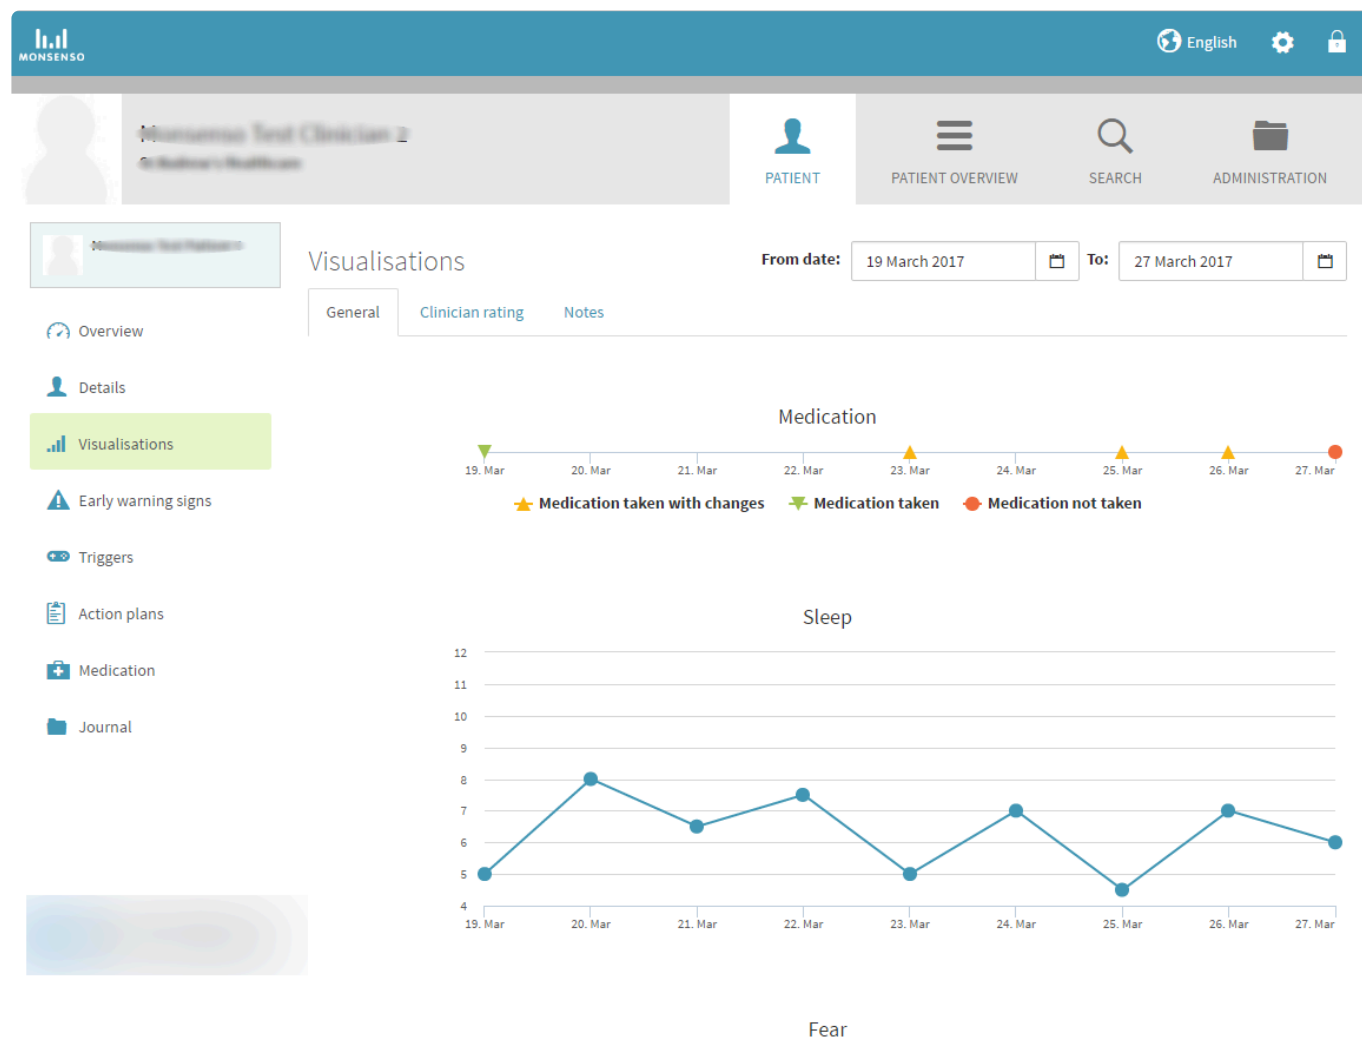 MONSENSO
English
PATIENT
PATIENT OVERVIEW
SEARCH
ADMINISTRATION
Visualisations
From date: 19 March 2017 To: 27 March 2017
General Clinician rating Notes
Overview
Details
Visualisations
Early warning signs
Triggers
Action plans
Medication
Journal
Medication
19. Mar 20. Mar 21. Mar 22. Mar 23. Mar 24. Mar 25. Mar 26. Mar 27. Mar
Medication taken with changes Medication taken Medication not taken
Sleep
12
11
10
9
8
7
6
5
4
19. Mar 20. Mar 21. Mar 22. Mar 23. Mar 24. Mar 25. Mar 26. Mar 27. Mar
Fear